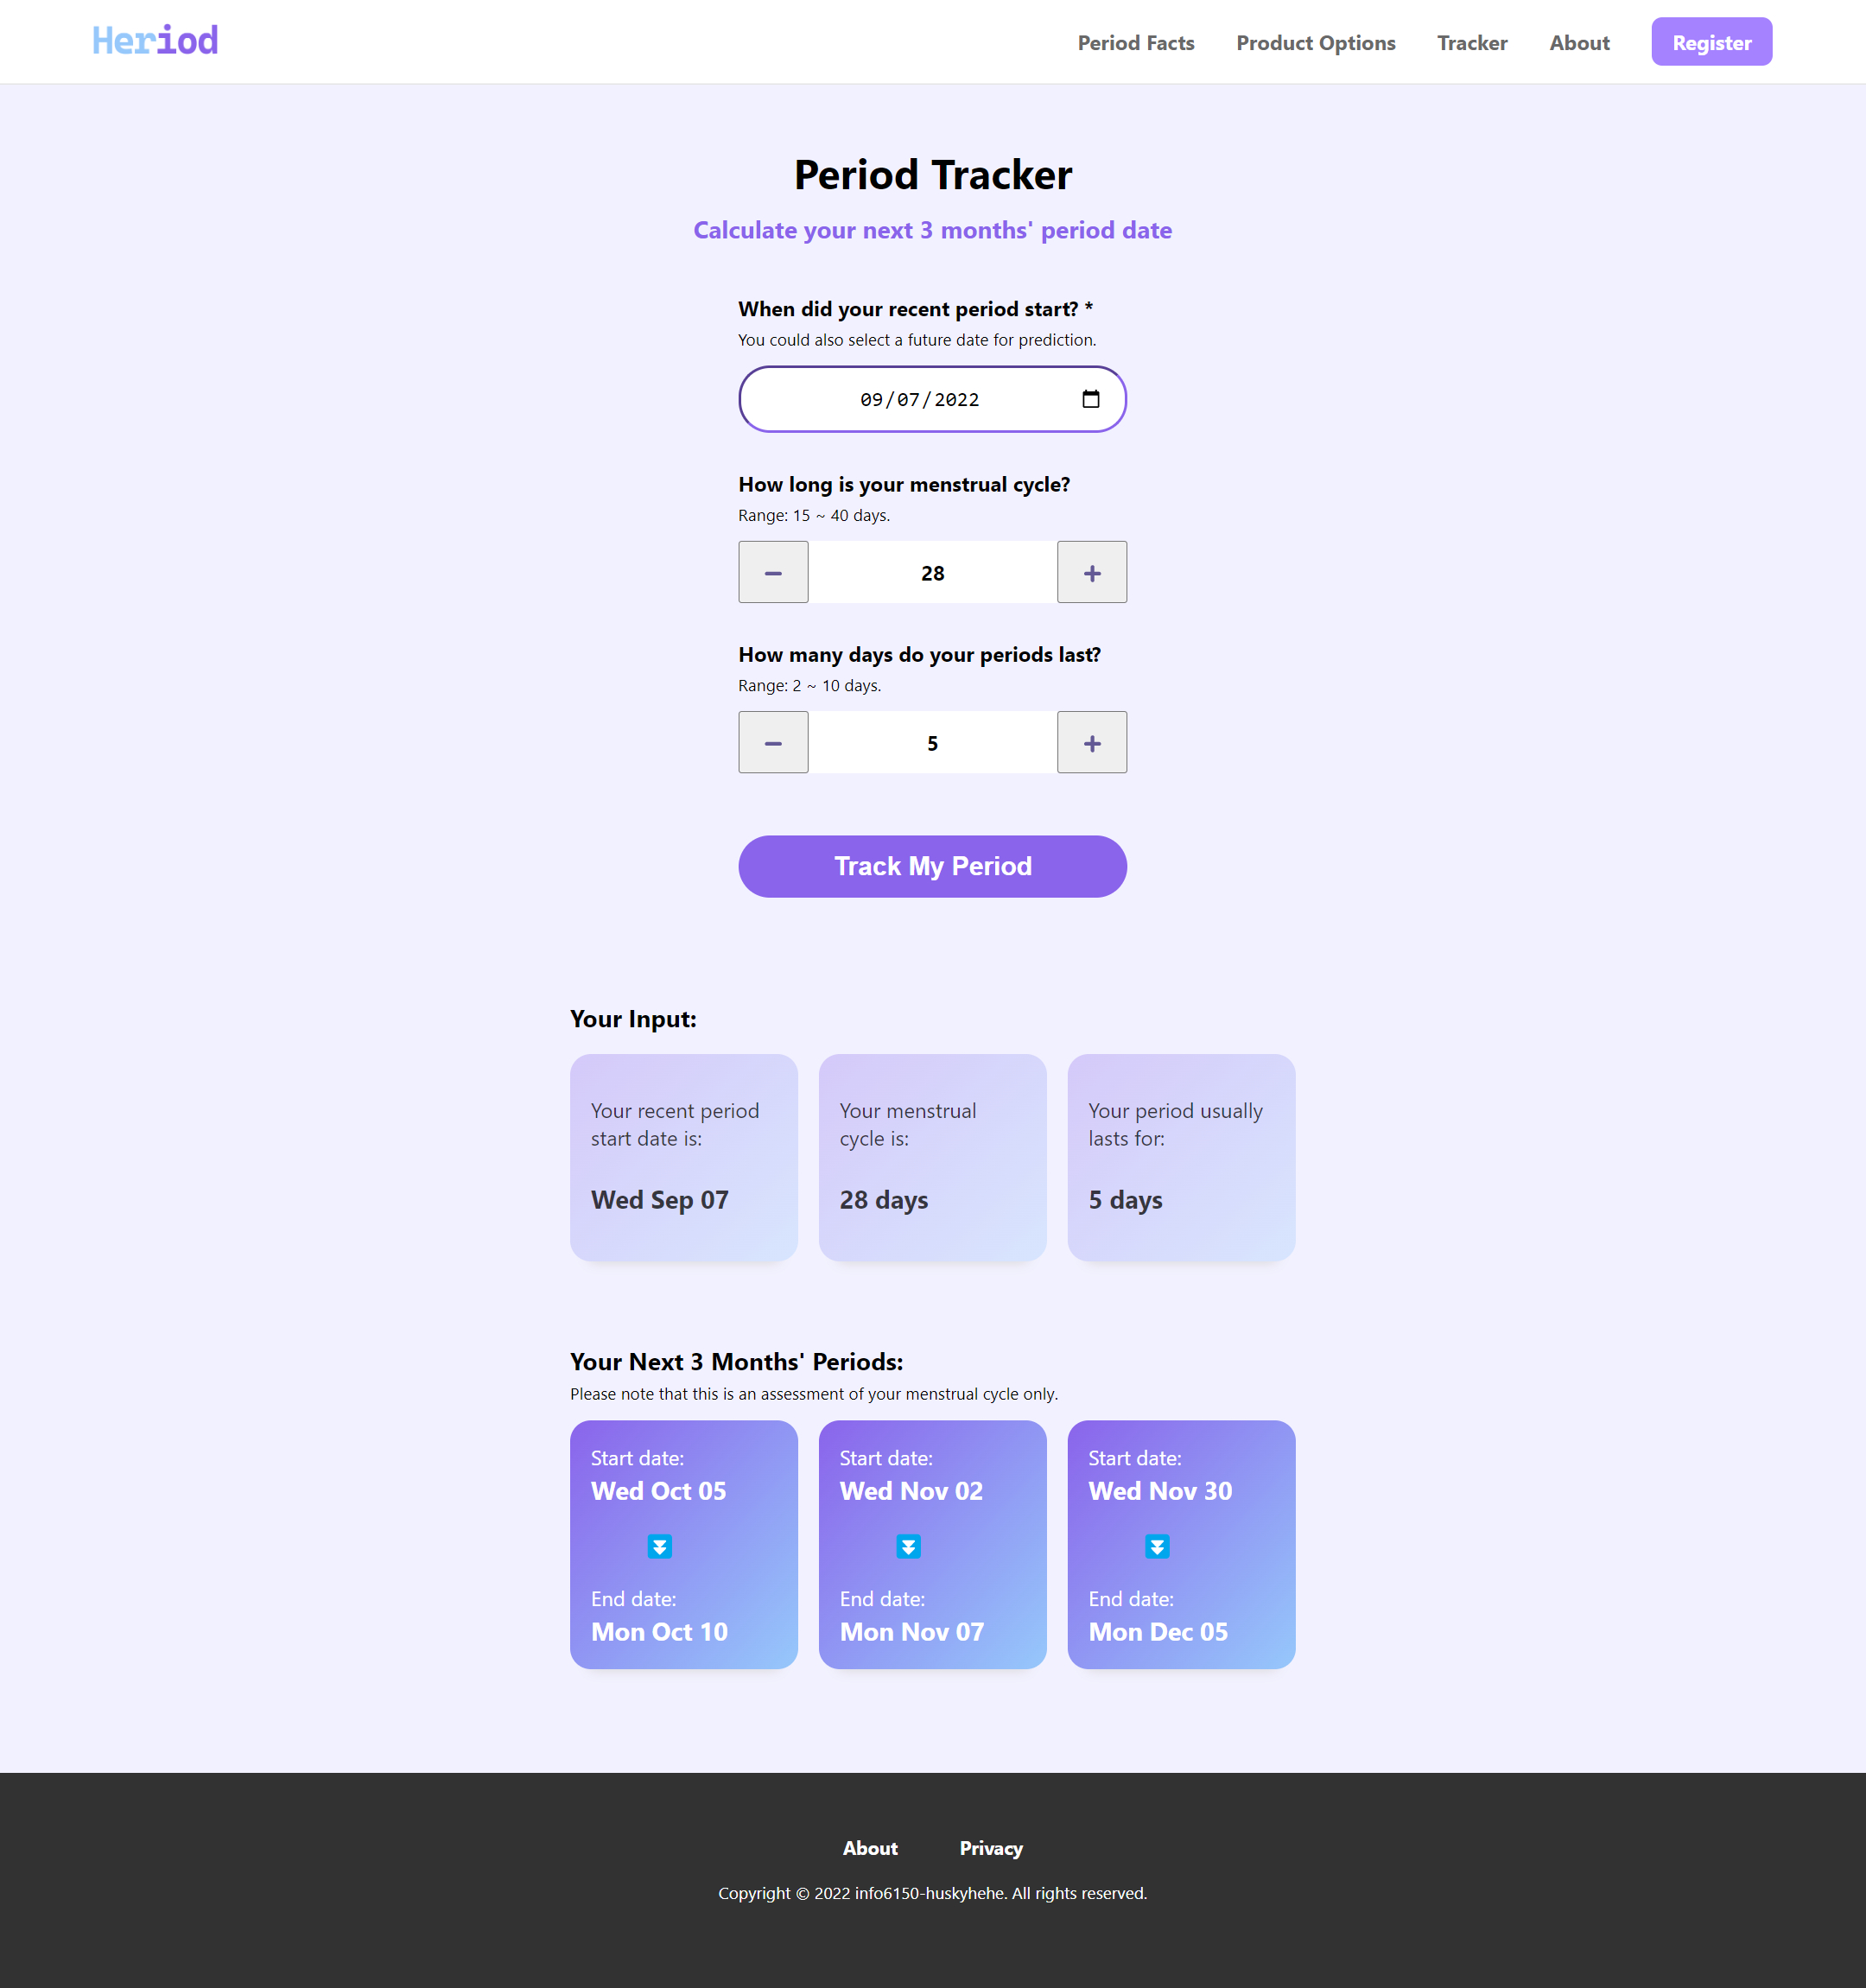 Heriod
Period Facts
Product Options
Tracker
About
Register
Period Tracker
Calculate your next 3 months' period date
When did your recent period start? *
You could also select a future date for prediction.
09/07/2022
How long is your menstrual cycle?
Range: 15 ~ 40 days.
− 28 +
How many days do your periods last?
Range: 2 ~ 10 days.
− 5 +
Track My Period
Your Input:
Your recent period
start date is:
Wed Sep 07
Your menstrual
cycle is:
28 days
Your period usually
lasts for:
5 days
Your Next 3 Months' Periods:
Please note that this is an assessment of your menstrual cycle only.
Start date:
Wed Oct 05
End date:
Mon Oct 10
Start date:
Wed Nov 02
End date:
Mon Nov 07
Start date:
Wed Nov 30
End date:
Mon Dec 05
About
Privacy
Copyright © 2022 info6150-huskyhehe. All rights reserved.